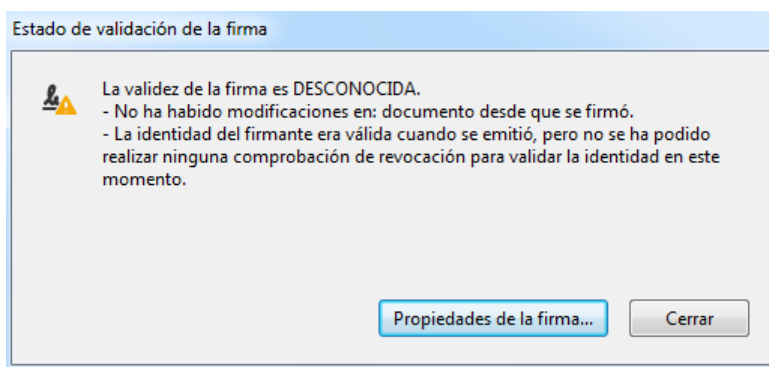 Estado de validación de la firma
La validez de la firma es DESCONOCIDA.
- No ha habido modificaciones en: documento desde que se firmó.
- La identidad del firmante era válida cuando se emitió, pero no se ha podido
realizar ninguna comprobación de revocación para validar la identidad en este
momento.
Propiedades de la firma...
Cerrar